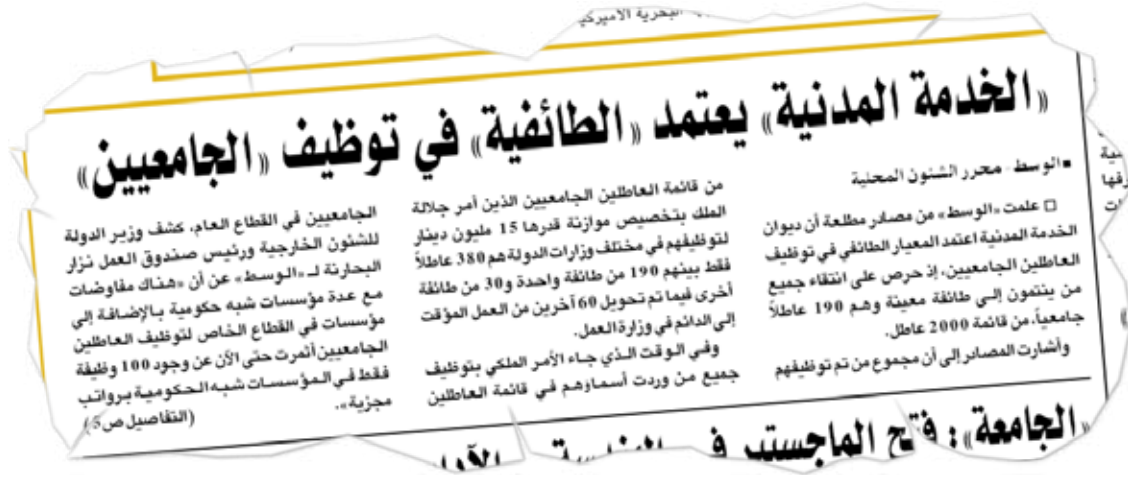 البحرية الأميركية
«الخدمة المدنية» يعتمد «الطائفية» في توظيف «الجامعيين»
■ الوسط - محرر الشئون المحلية
□ علمت «الوسط» من مصادر مطلعة أن ديوان
الخدمة المدنية اعتمد المعيار الطائفي في توظيف
العاطلين الجامعيين، إذ حرص على انتقاء جميع
من ينتمون إلى طائفة معينة وهم 190 عاطلاً
جامعياً، من قائمة 2000 عاطل.
وأشارت المصادر إلى أن مجموع من تم توظيفهم
من قائمة العاطلين الجامعيين الذين أمر جلالة
الملك بتخصيص موازنة قدرها 15 مليون دينار
لتوظيفهم في مختلف وزارات الدولة هم 380 عاطلاً
فقط بينهم 190 من طائفة واحدة و30 من طائفة
أخرى فيما تم تحويل 60 آخرين من العمل المؤقت
إلى الدائم في وزارة العمل.
وفي الوقت الذي جاء الأمر الملكي بتوظيف
جميع من وردت أسماؤهم في قائمة العاطلين
الجامعيين في القطاع العام، كشف وزير الدولة
للشئون الخارجية ورئيس صندوق العمل نزار
البحارنة لـ «الوسط» عن أن «هناك مفاوضات
مع عدة مؤسسات شبه حكومية بالإضافة إلى
مؤسسات في القطاع الخاص لتوظيف العاطلين
الجامعيين أثمرت حتى الآن عن وجود 100 وظيفة
فقط في المؤسسات شبه الحكومية برواتب
مجزية».
(التفاصيل ص5)
«الجامعة»: فتح الماجستير في